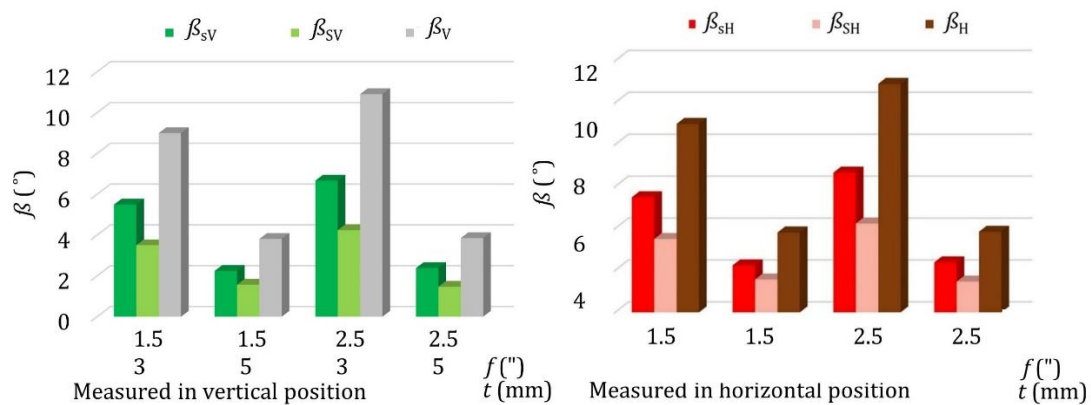 ßsV ßSV ßV
12
10
8
6
4
2
0
ß (°)
1.5 1.5 2.5 2.5
3 5 3 5 f (")
Measured in vertical position t (mm)
ßsH ßSH ßH
12
10
8
6
4
ß (°)
1.5 1.5 2.5 2.5
f (")
Measured in horizontal position t (mm)